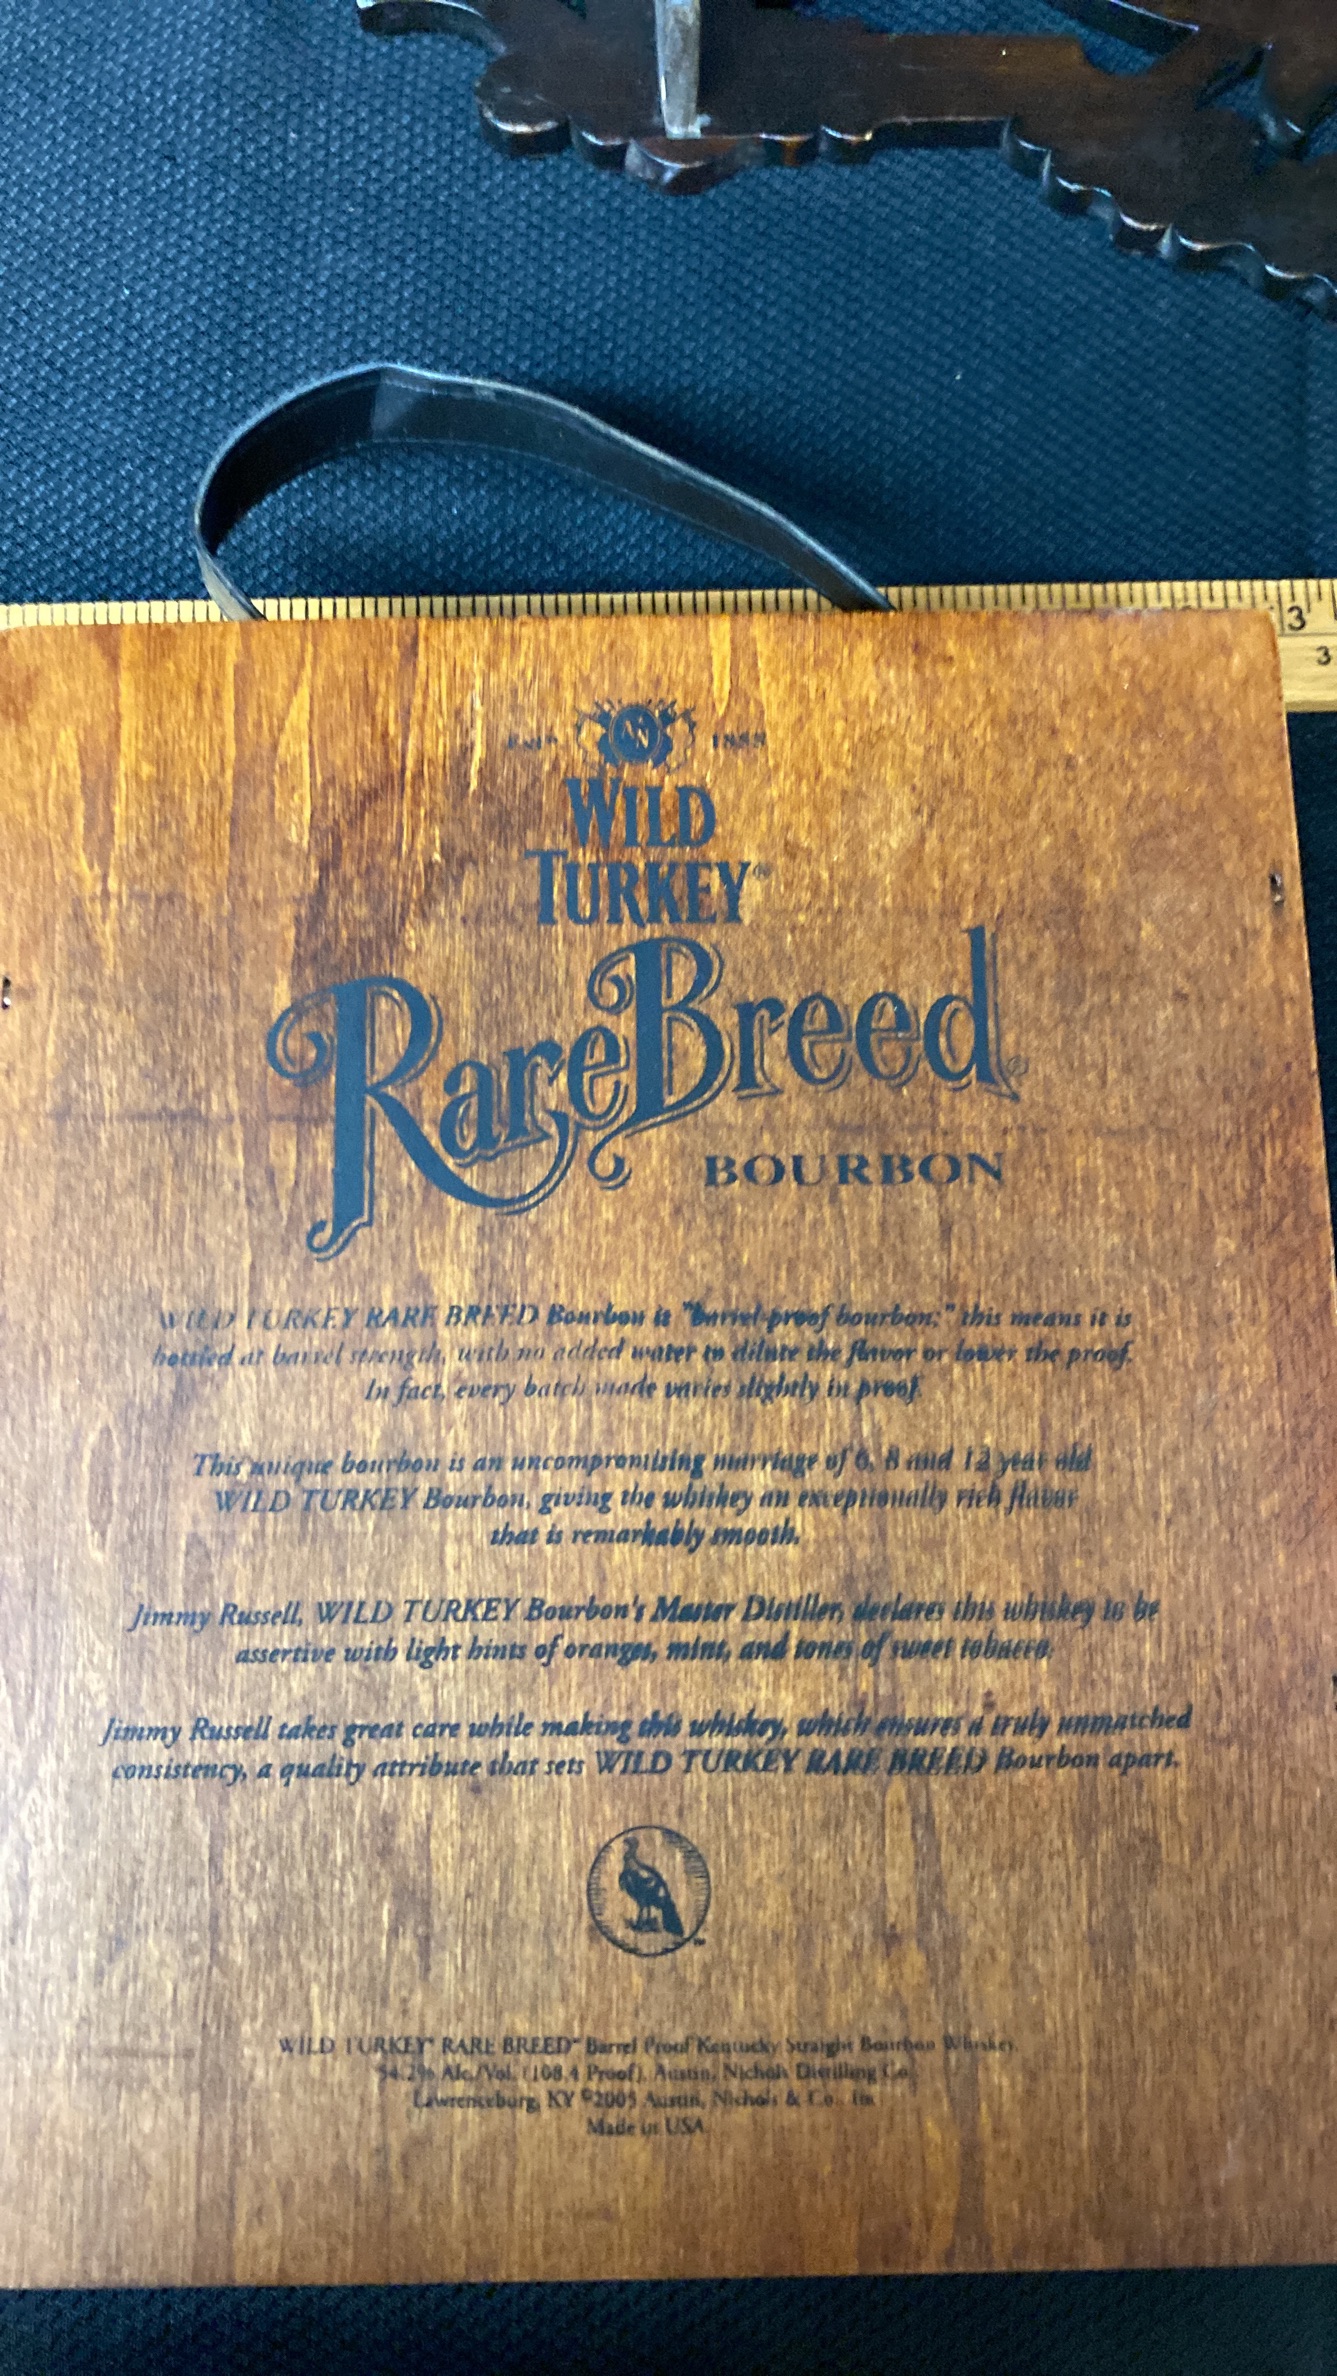 Estd. 1855
WILD
TURKEY®
Rare Breed®
BOURBON
WILD TURKEY RARE BREED Bourbon is "barrel-proof bourbon;" this means it is
bottled at barrel strength, with no added water to dilute the flavor or lower the proof.
In fact, every batch made varies slightly in proof.
This unique bourbon is an uncompromising marriage of 6, 8 and 12 year old
WILD TURKEY Bourbon, giving the whiskey an exceptionally rich flavor
that is remarkably smooth.
Jimmy Russell, WILD TURKEY Bourbon's Master Distiller, declares this whiskey to be
assertive with light hints of oranges, mint, and tones of sweet tobacco.
Jimmy Russell takes great care while making this whiskey, which ensures a truly unmatched
consistency, a quality attribute that sets WILD TURKEY RARE BREED Bourbon apart.
™
WILD TURKEY® RARE BREED™ Barrel Proof Kentucky Straight Bourbon Whiskey.
54.2% Alc./Vol. (108.4 Proof). Austin, Nichols Distilling Co.
Lawrenceburg, KY ©2005 Austin, Nichols & Co.
Made in USA
3
3